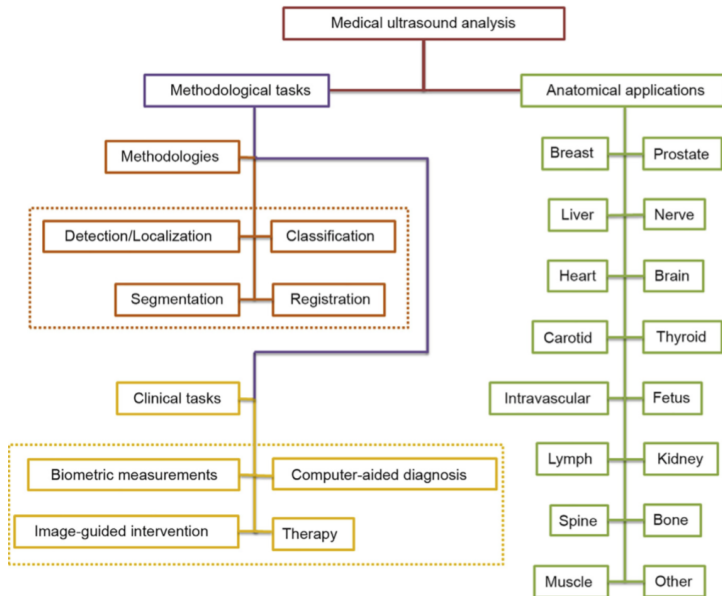 Medical ultrasound analysis
Methodological tasks
Anatomical applications
Methodologies
Detection/Localization
Classification
Segmentation
Registration
Clinical tasks
Biometric measurements
Computer-aided diagnosis
Image-guided intervention
Therapy
Breast
Prostate
Liver
Nerve
Heart
Brain
Carotid
Thyroid
Intravascular
Fetus
Lymph
Kidney
Spine
Bone
Muscle
Other